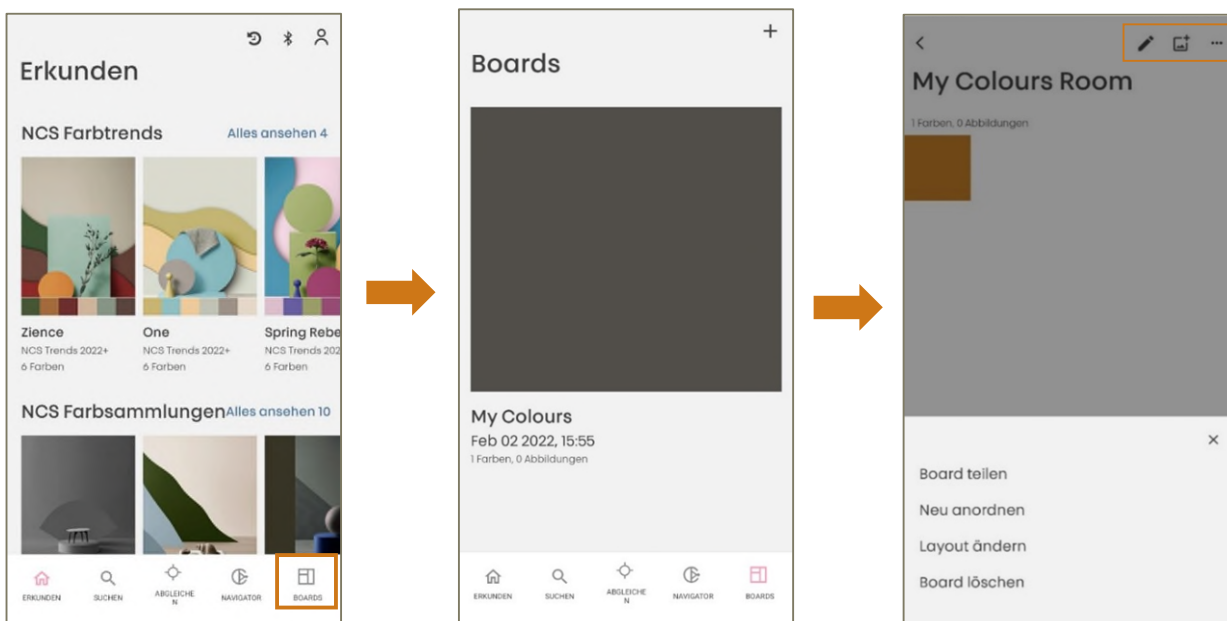 Erkunden
NCS Farbtrends
Alles ansehen 4
Zience
NCS Trends 2022+
6 Farben
One
NCS Trends 2022+
6 Farben
Spring Rebe
NCS Trends 202
6 Farben
NCS Farbsammlungen
Alles ansehen 10
ERKUNDEN
SUCHEN
ABGLEICHE
N
NAVIGATOR
BOARDS
Boards
My Colours
Feb 02 2022, 15:55
1 Farben, 0 Abbildungen
ERKUNDEN
SUCHEN
ABGLEICHE
N
NAVIGATOR
BOARDS
My Colours Room
1 Farben, 0 Abbildungen
Board teilen
Neu anordnen
Layout ändern
Board löschen